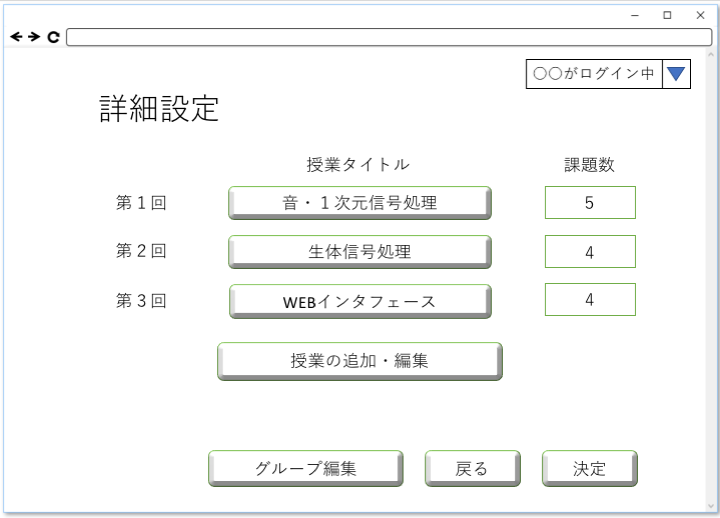 ○○がログイン中
詳細設定
授業タイトル 課題数
第1回 音・1次元信号処理 5
第2回 生体信号処理 4
第3回 WEBインタフェース 4
授業の追加・編集
グループ編集 戻る 決定